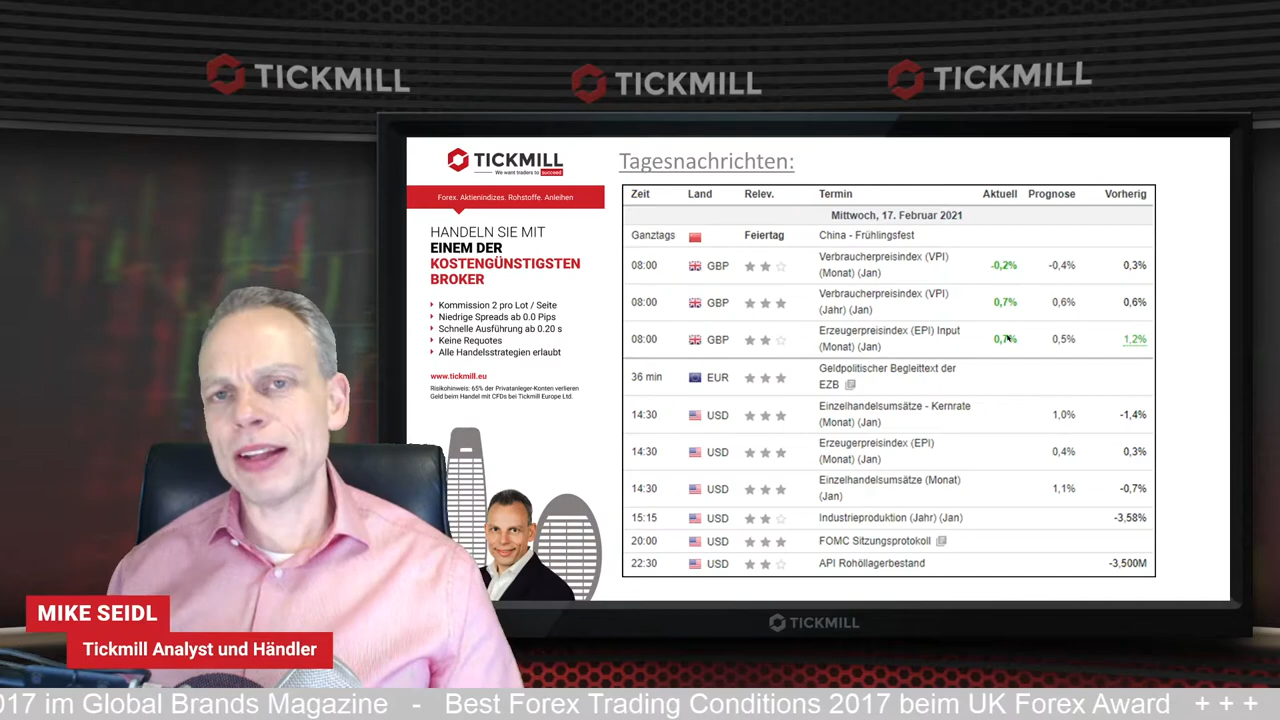 TICKMILL
TICKMILL
TICKMILL
TICKMILL
We want traders to succeed
Forex. Aktienindizes. Rohstoffe. Anleihen
HANDELN SIE MIT
EINEM DER
KOSTENGÜNSTIGSTEN
BROKER
Kommission 2 pro Lot / Seite
Niedrige Spreads ab 0.0 Pips
Schnelle Ausführung ab 0.20 s
Keine Requotes
Alle Handelsstrategien erlaubt
www.tickmill.eu
Risikohinweis: 65% der Privatanleger-Konten verlieren
Geld beim Handel mit CFDs bei Tickmill Europe Ltd.
Tagesnachrichten:
Zeit Land Relev. Termin Aktuell Prognose Vorherig
Mittwoch, 17. Februar 2021
Ganztags Feiertag China - Frühlingsfest
08:00 GBP Verbraucherpreisindex (VPI)
(Monat) (Jan) -0,2% -0,4% 0,3%
08:00 GBP Verbraucherpreisindex (VPI)
(Jahr) (Jan) 0,7% 0,6% 0,6%
08:00 GBP Erzeugerpreisindex (EPI) Input
(Monat) (Jan) 0,7% 0,5% 1,2%
36 min EUR Geldpolitischer Begleittext der
EZB
14:30 USD Einzelhandelsumsätze - Kernrate
(Monat) (Jan) 1,0% -1,4%
14:30 USD Erzeugerpreisindex (EPI)
(Monat) (Jan) 0,4% 0,3%
14:30 USD Einzelhandelsumsätze (Monat)
(Jan) 1,1% -0,7%
15:15 USD Industrieproduktion (Jahr) (Jan) -3,58%
20:00 USD FOMC Sitzungsprotokoll
22:30 USD API Rohöllagerbestand -3,500M
TICKMILL
MIKE SEIDL
Tickmill Analyst und Händler
2017 im Global Brands Magazine - Best Forex Trading Conditions 2017 beim UK Forex Award + + +